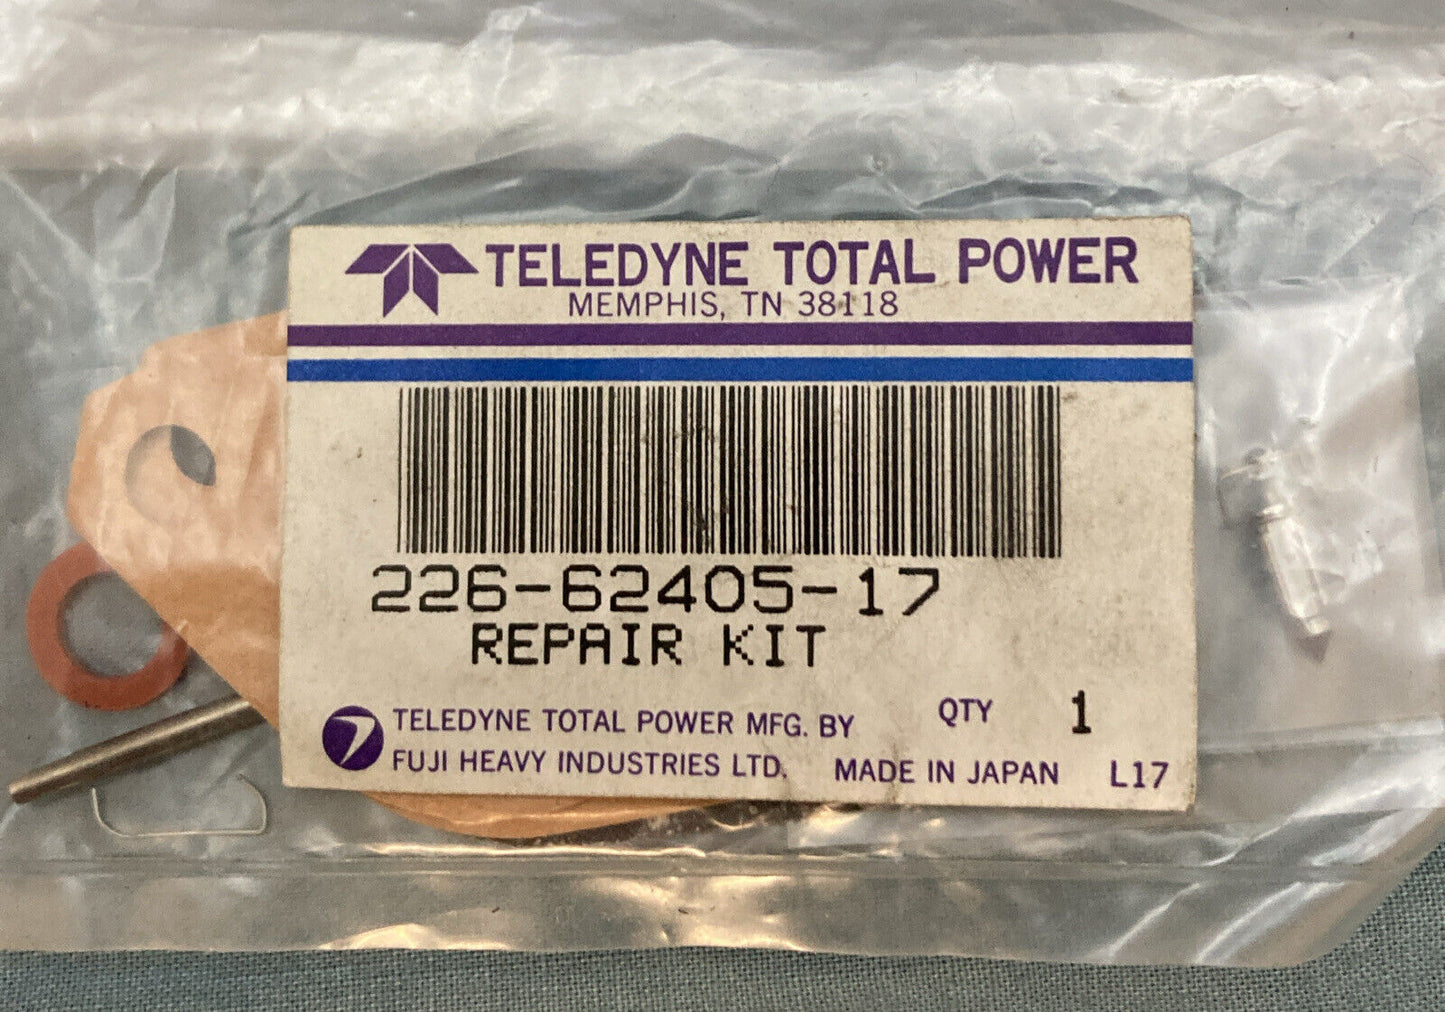 TELEDYNE TOTAL POWER
MEMPHIS, TN 38118
226-62405-17
REPAIR KIT
QTY 1
TELEDYNE TOTAL POWER MFG. BY
FUJI HEAVY INDUSTRIES LTD.
MADE IN JAPAN L17